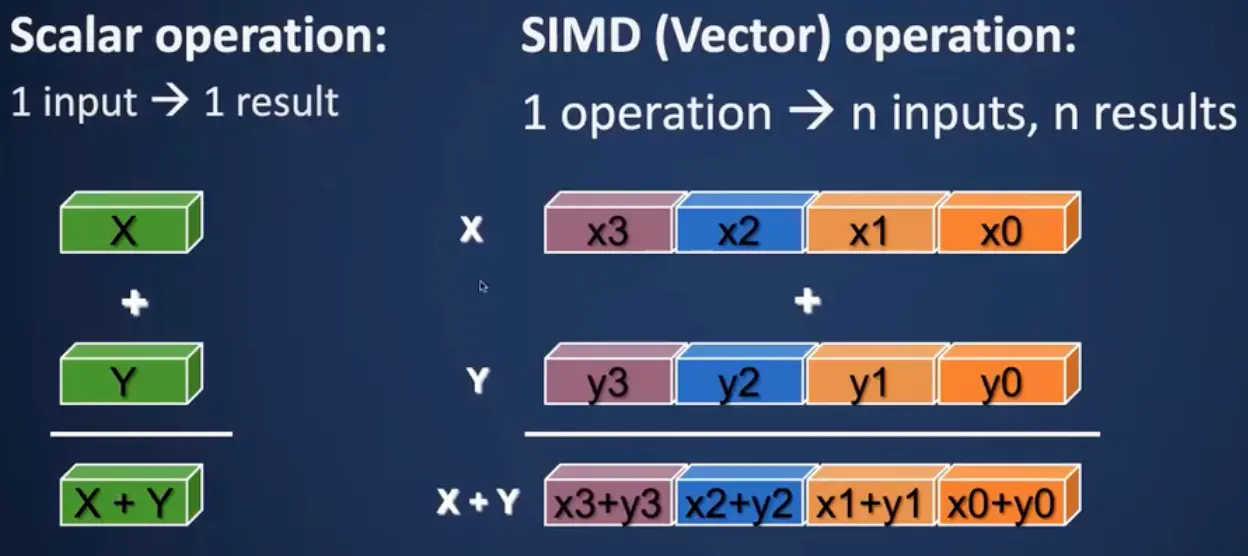 Scalar operation:
1 input → 1 result
X
+
Y
X + Y
SIMD (Vector) operation:
1 operation → n inputs, n results
X x3 x2 x1 x0
+
Y y3 y2 y1 y0
X + Y x3+y3 x2+y2 x1+y1 x0+y0